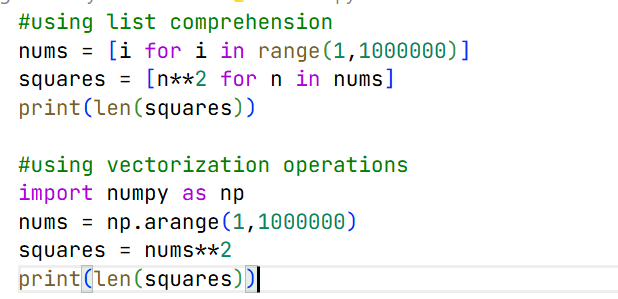 #using list comprehension
nums = [i for i in range(1,1000000)]
squares = [n**2 for n in nums]
print(len(squares))
#using vectorization operations
import numpy as np
nums = np.arange(1,1000000)
squares = nums**2
print(len(squares))